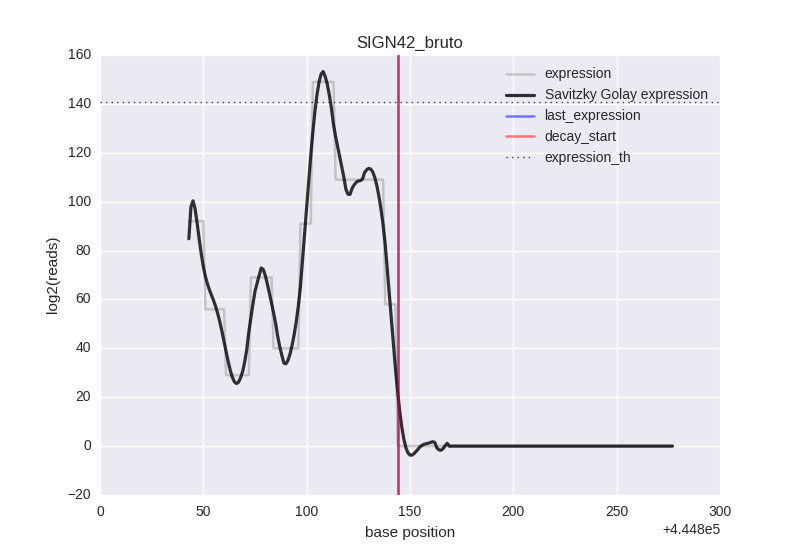 SIGN42_bruto
160
140
120
100
80
60
40
20
0
−20
log2(reads)
expression
Savitzky Golay expression
last_expression
decay_start
expression_th
0
50
100
150
200
250
300
+4.448e5
base position